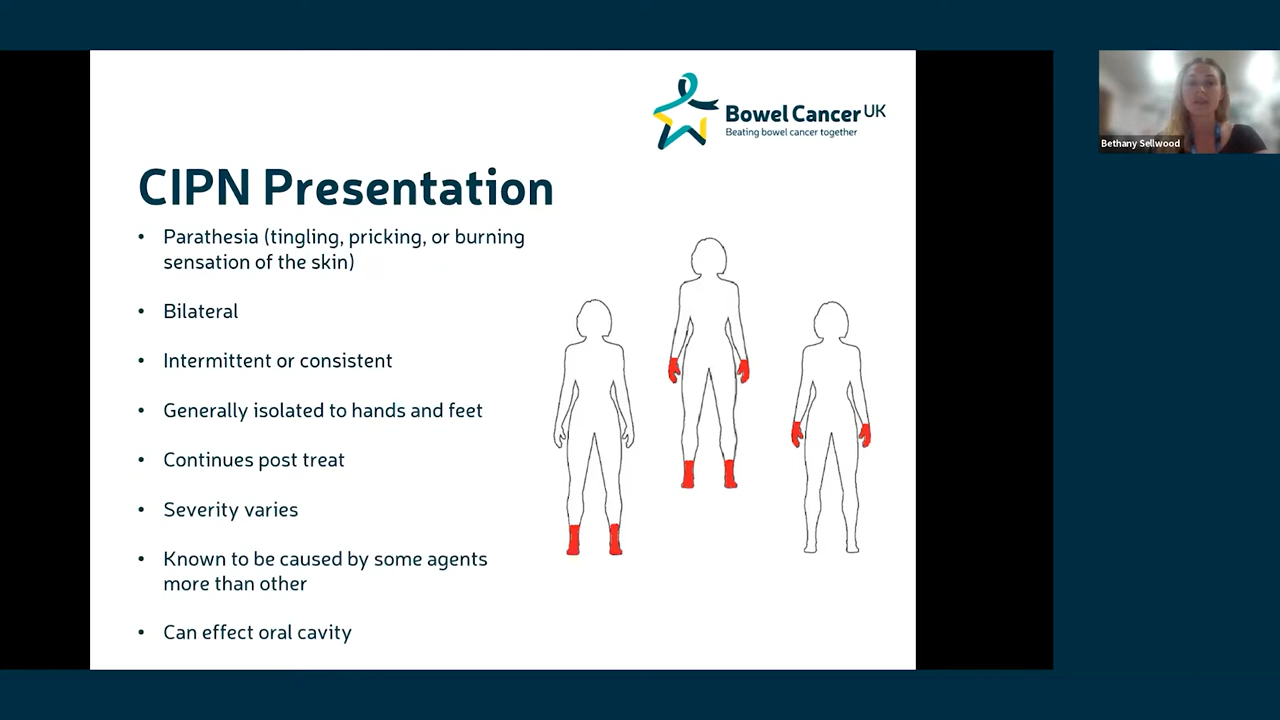 Bowel Cancer UK
Beating bowel cancer together
Bethany Sellwood
CIPN Presentation
• Parathesia (tingling, pricking, or burning
sensation of the skin)
• Bilateral
• Intermittent or consistent
• Generally isolated to hands and feet
• Continues post treat
• Severity varies
• Known to be caused by some agents
more than other
• Can effect oral cavity